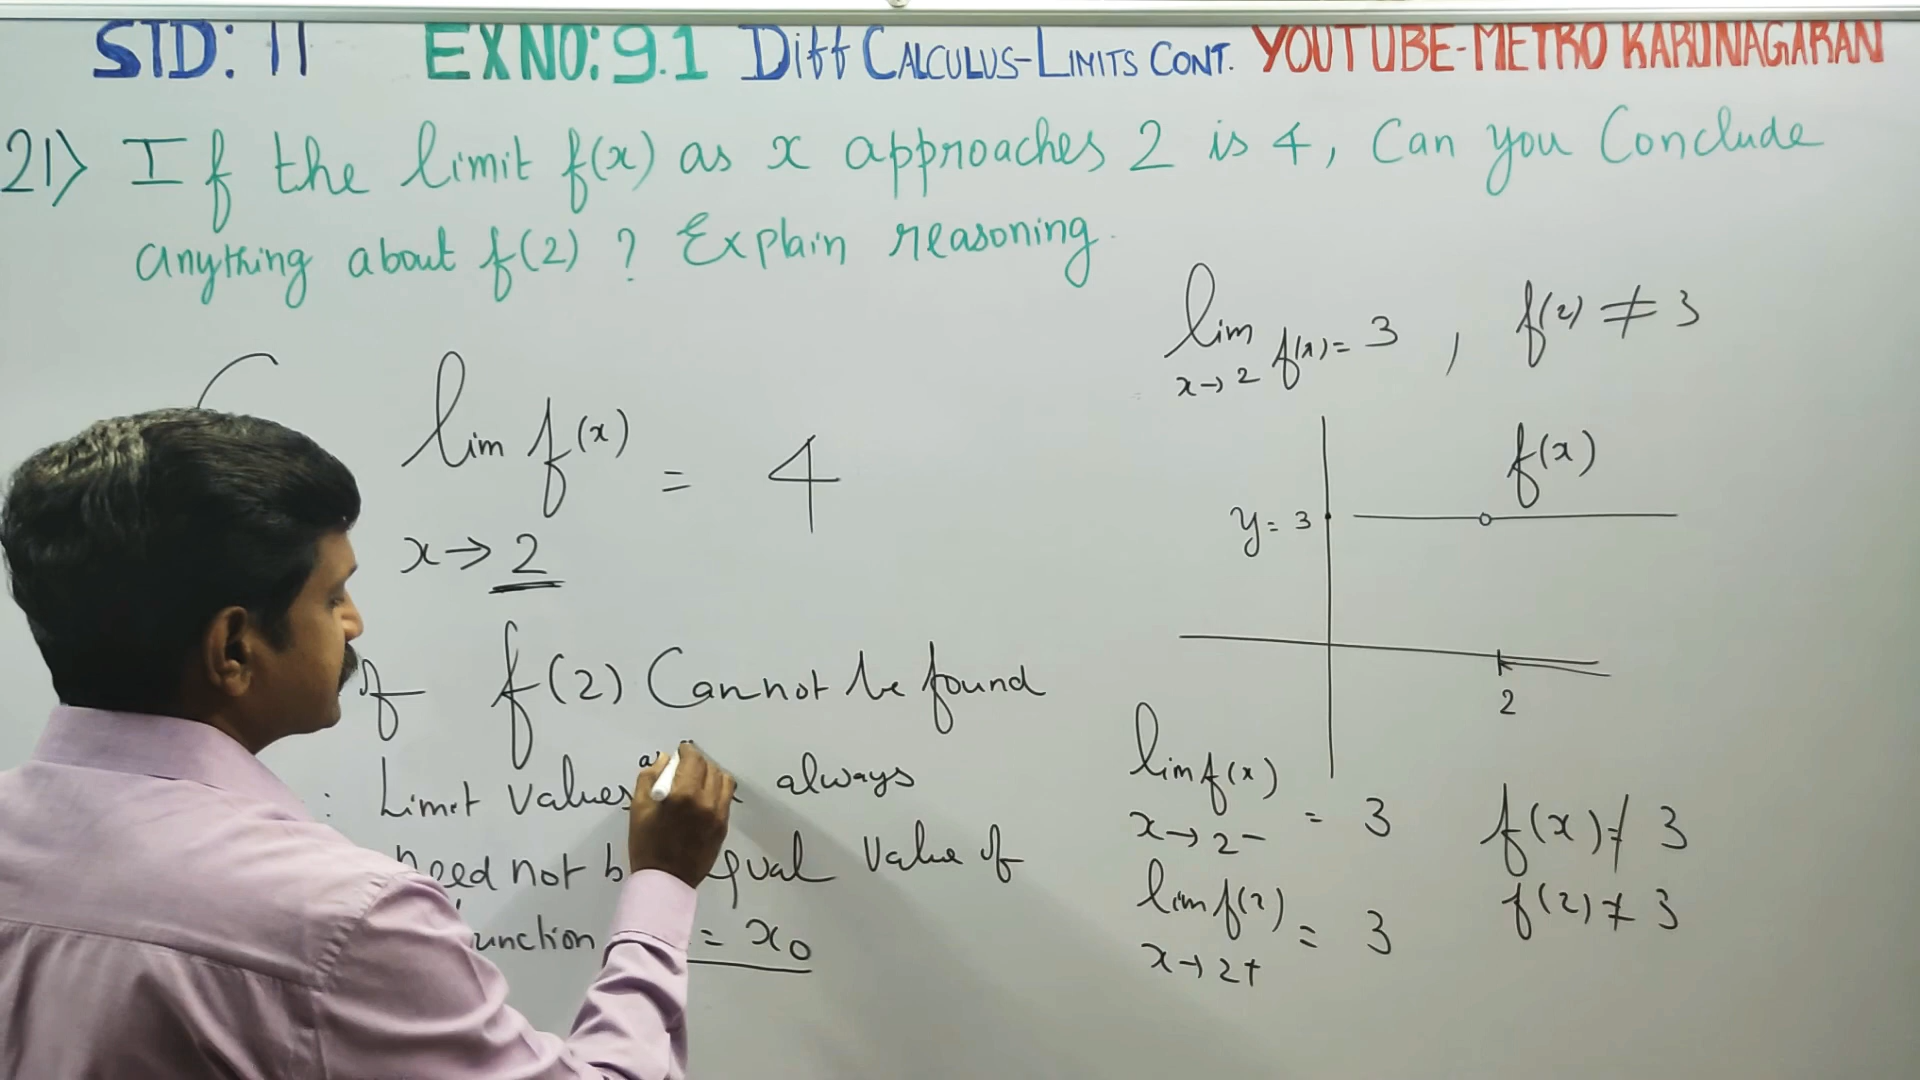 STD: 11 EXNO: 9.1 Diff CALCULUS-LIMITS CONT. YOUTUBE-METRO KARUNAGARAN
21) If the limit f(x) as x approaches 2 is 4, Can you Conclude
anything about f(2) ? Explain reasoning.
lim f(x) = 4
x→2
f(2) Cannot be found
: Limit values always
need not equal value of
= x₀
lim f(x) = 3 , f(2) ≠ 3
x→2
f(x)
y = 3
2
lim f(x) = 3 f(x) ≠ 3
x→2-
lim f(2) = 3 f(2) ≠ 3
x→2+